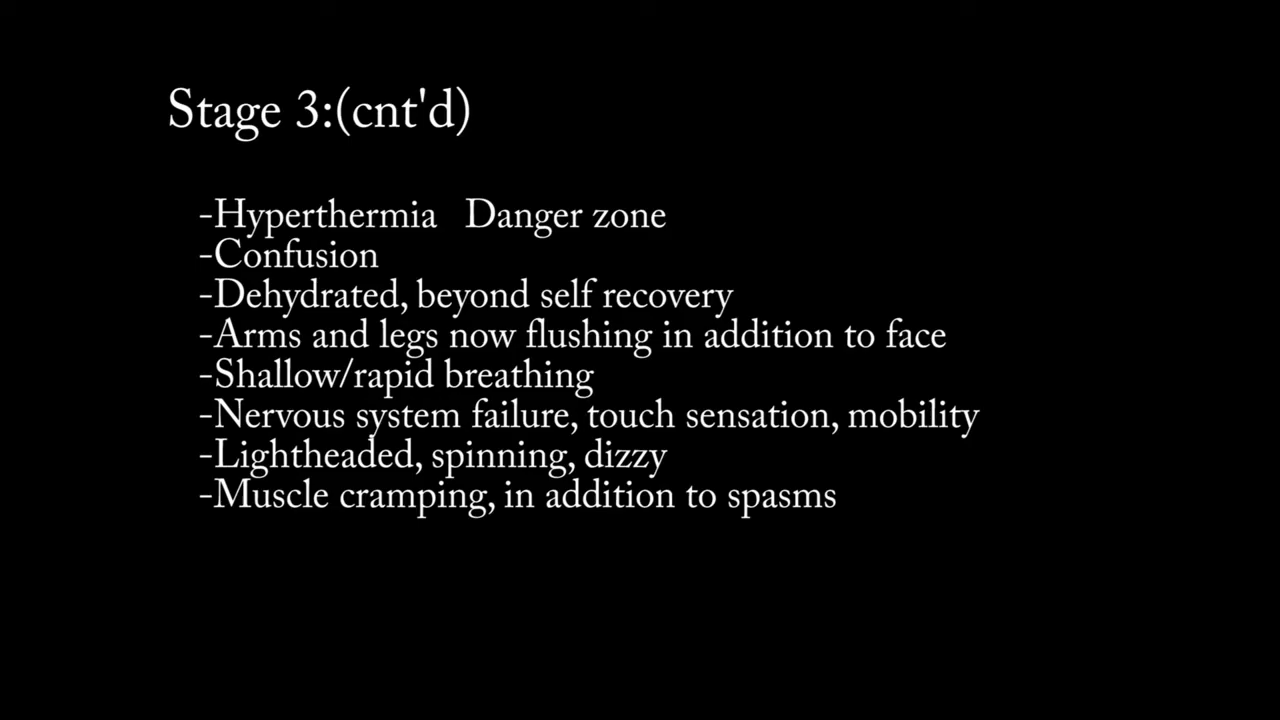 Stage 3:(cnt'd)
-Hyperthermia   Danger zone
-Confusion
-Dehydrated, beyond self recovery
-Arms and legs now flushing in addition to face
-Shallow/rapid breathing
-Nervous system failure, touch sensation, mobility
-Lightheaded, spinning, dizzy
-Muscle cramping, in addition to spasms